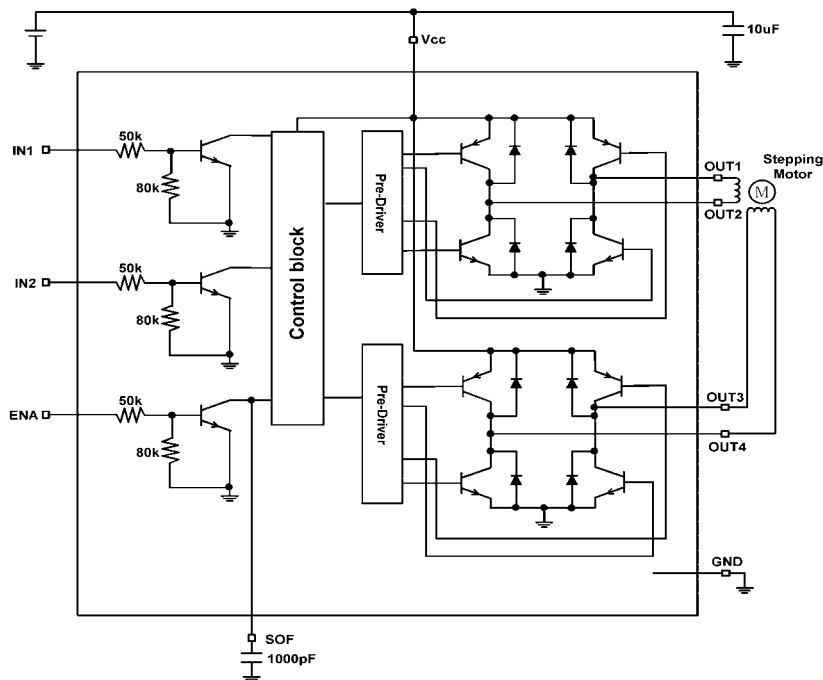 Vcc
10uF
50k
IN1
80k
Control block
Pre-Driver
OUT1
Stepping
Motor
M
OUT2
50k
IN2
80k
50k
ENA
80k
Pre-Driver
OUT3
OUT4
GND
SOF
1000pF